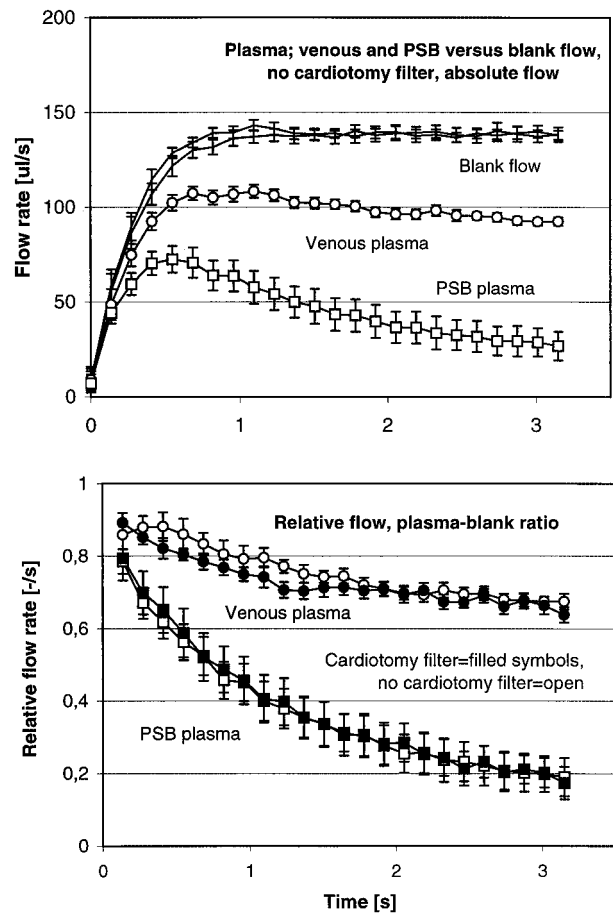 200
Plasma; venous and PSB versus blank flow,
no cardiotomy filter, absolute flow
150
Blank flow
Flow rate [ul/s]
100
Venous plasma
PSB plasma
50
0
0 1 2 3
1
Relative flow, plasma-blank ratio
0,8
Venous plasma
0,6
Relative flow rate [-/s]
Cardiotomy filter=filled symbols,
no cardiotomy filter=open
0,4
PSB plasma
0,2
0
0 1 2 3
Time [s]